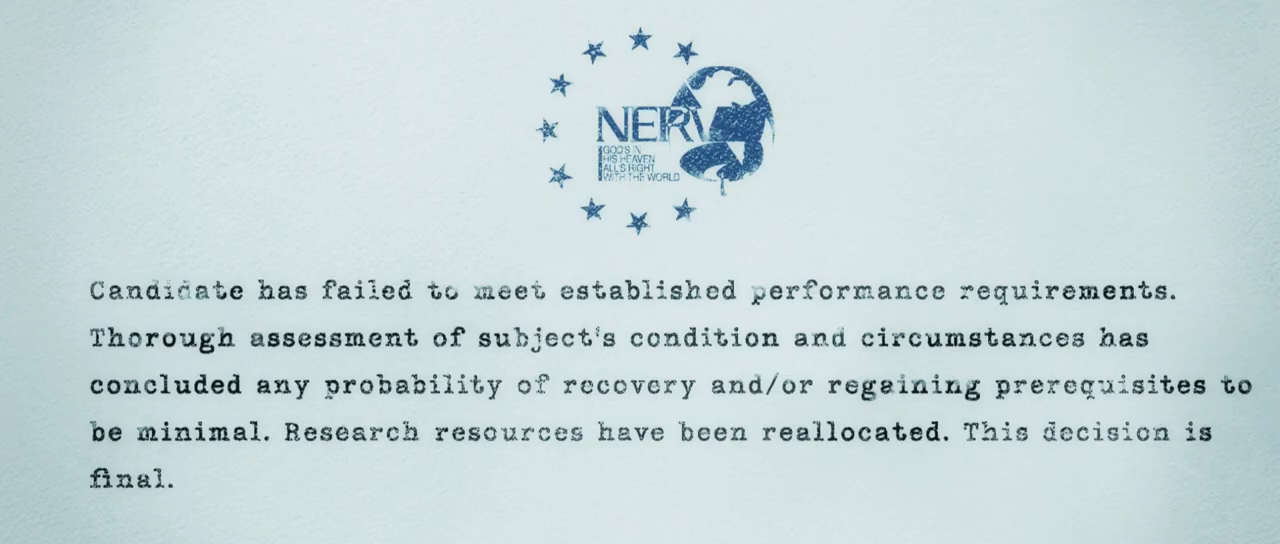 NERV
GOD'S IN
HIS HEAVEN
ALL'S RIGHT
WITH THE WORLD
Candidate has failed to meet established performance requirements.
Thorough assessment of subject's condition and circumstances has
concluded any probability of recovery and/or regaining prerequisites to
be minimal. Research resources have been reallocated. This decision is
final.